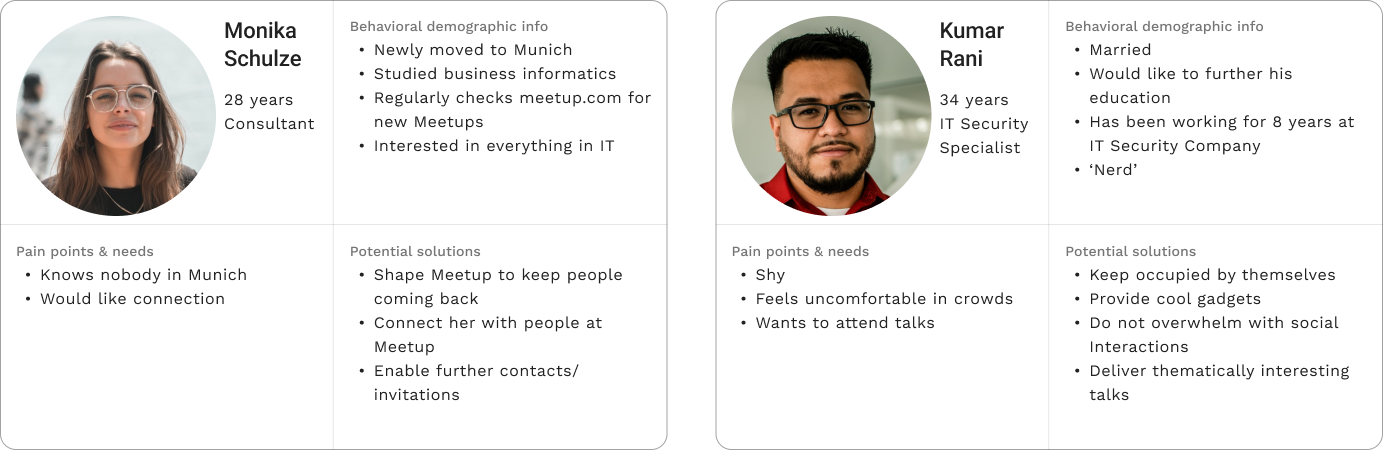 Monika
Schulze
28 years
Consultant
Behavioral demographic info
• Newly moved to Munich
• Studied business informatics
• Regularly checks meetup.com for
new Meetups
• Interested in everything in IT
Pain points & needs
• Knows nobody in Munich
• Would like connection
Potential solutions
• Shape Meetup to keep people
coming back
• Connect her with people at
Meetup
• Enable further contacts/
invitations
Kumar
Rani
34 years
IT Security
Specialist
Behavioral demographic info
• Married
• Would like to further his
education
• Has been working for 8 years at
IT Security Company
• ‘Nerd’
Pain points & needs
• Shy
• Feels uncomfortable in crowds
• Wants to attend talks
Potential solutions
• Keep occupied by themselves
• Provide cool gadgets
• Do not overwhelm with social
Interactions
• Deliver thematically interesting
talks